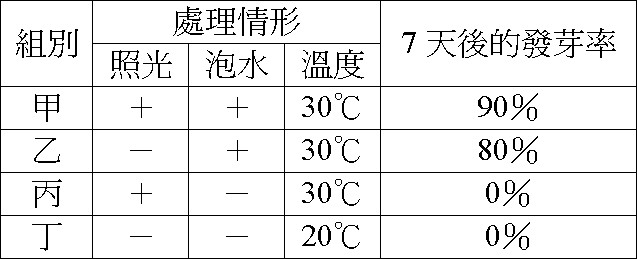 組別 處理情形 7 天後的發芽率
照光 泡水 溫度
甲 ＋ ＋ 30℃ 90％
乙 － ＋ 30℃ 80％
丙 ＋ － 30℃ 0％
丁 － － 20℃ 0％